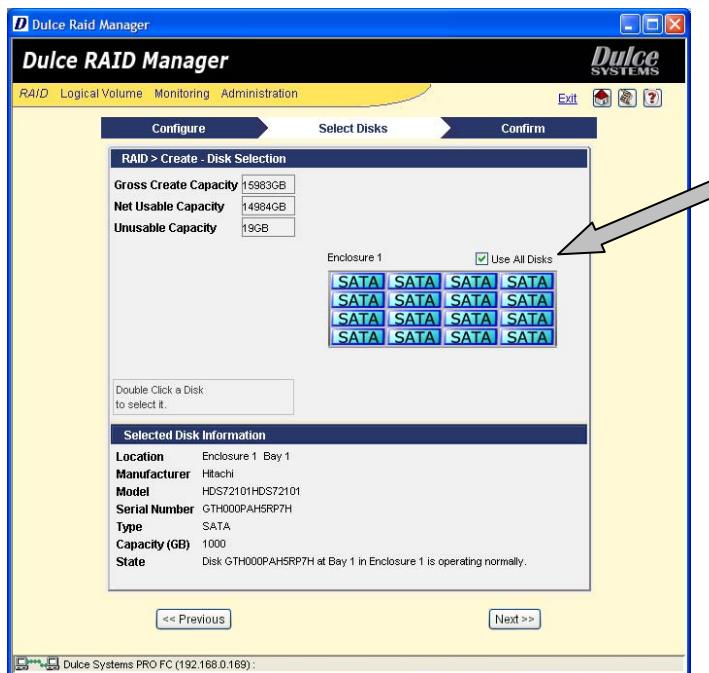 Dulce Raid Manager
Dulce RAID Manager
Dulce
SYSTEMS
RAID Logical Volume Monitoring Administration
Exit
Configure Select Disks Confirm
RAID > Create - Disk Selection
Gross Create Capacity 15983GB
Net Usable Capacity 14984GB
Unusable Capacity 19GB
Enclosure 1 Use All Disks
SATA SATA SATA SATA
SATA SATA SATA SATA
SATA SATA SATA SATA
SATA SATA SATA SATA
Double Click a Disk
to select it.
Selected Disk Information
Location Enclosure 1 Bay 1
Manufacturer Hitachi
Model HDS72101HDS72101
Serial Number GTH000PAH5RP7H
Type SATA
Capacity (GB) 1000
State Disk GTH000PAH5RP7H at Bay 1 in Enclosure 1 is operating normally.
<< Previous Next >>
Dulce Systems PRO FC (192.168.0.169) :